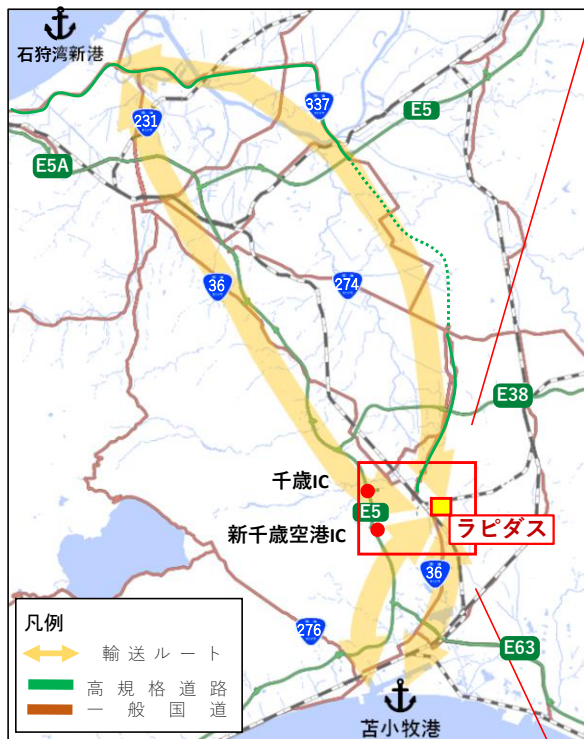 石狩湾新港
337
231
E5
E5A
36
274
E38
千歳IC
E5
ラピダス
新千歳空港IC
36
凡例
輸送ルート
高規格道路
一般国道
276
E63
苫小牧港